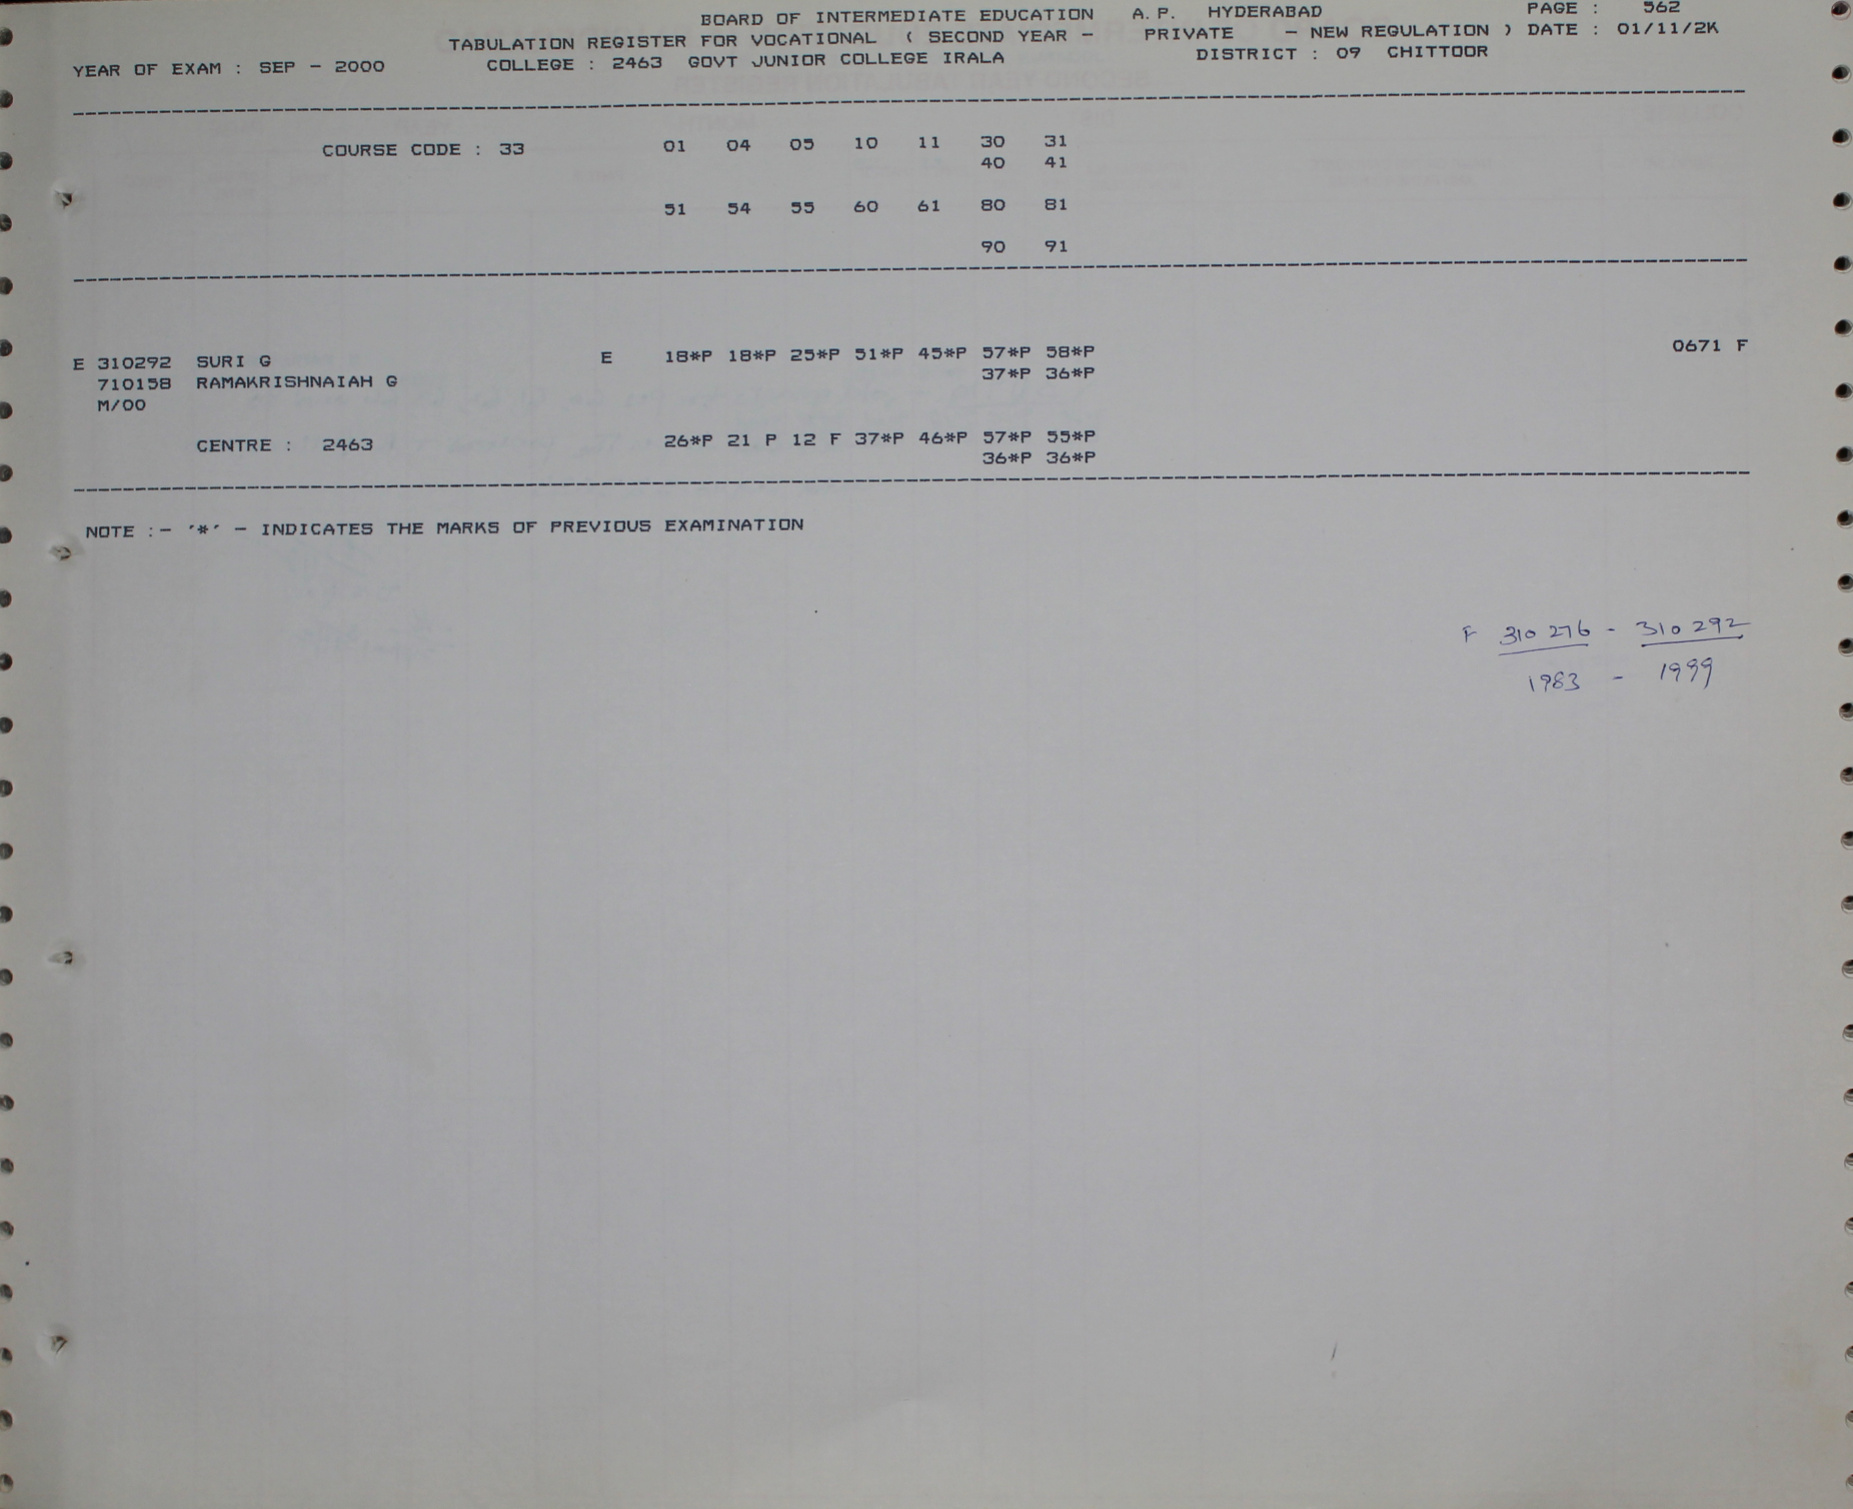 BOARD OF INTERMEDIATE EDUCATION A.P. HYDERABAD PAGE : 562
TABULATION REGISTER FOR VOCATIONAL ( SECOND YEAR - PRIVATE - NEW REGULATION ) DATE : 01/11/2K
YEAR OF EXAM : SEP - 2000 COLLEGE : 2463 GOVT JUNIOR COLLEGE IRALA DISTRICT : 09 CHITTOOR
COURSE CODE : 33 01 04 05 10 11 30 31
40 41
51 54 55 60 61 80 81
90 91
E 310292 SURI G E 18*P 18*P 25*P 51*P 45*P 57*P 58*P 0671 F
710158 RAMAKRISHNAIAH G 37*P 36*P
M/00
CENTRE : 2463 26*P 21 P 12 F 37*P 46*P 57*P 55*P
36*P 36*P
NOTE :- '*' - INDICATES THE MARKS OF PREVIOUS EXAMINATION
F 310 276 - 310 292
1983 - 1999